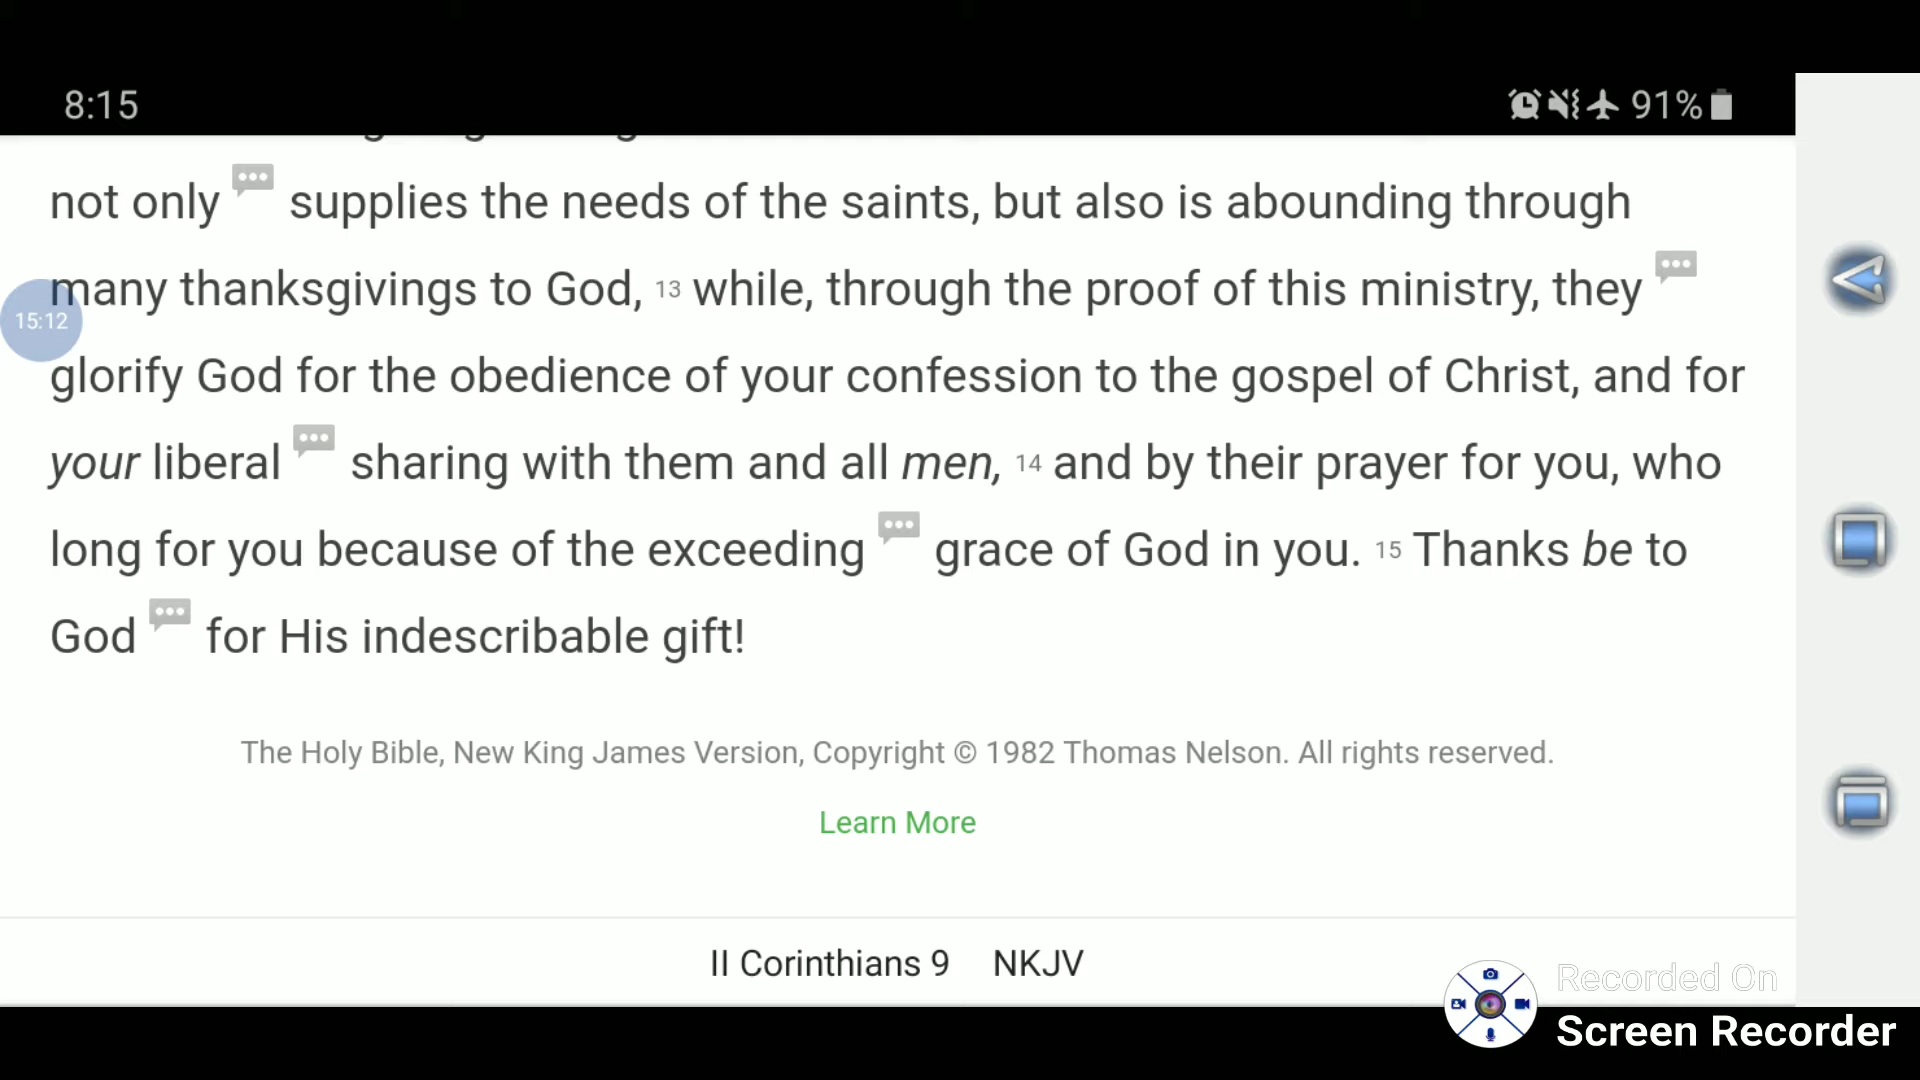 8:15
91%
not only supplies the needs of the saints, but also is abounding through
many thanksgivings to God, 13 while, through the proof of this ministry, they
15:12
glorify God for the obedience of your confession to the gospel of Christ, and for
your liberal sharing with them and all men, 14 and by their prayer for you, who
long for you because of the exceeding grace of God in you. 15 Thanks be to
God for His indescribable gift!
The Holy Bible, New King James Version, Copyright © 1982 Thomas Nelson. All rights reserved.
Learn More
II Corinthians 9 NKJV
Recorded On
Screen Recorder